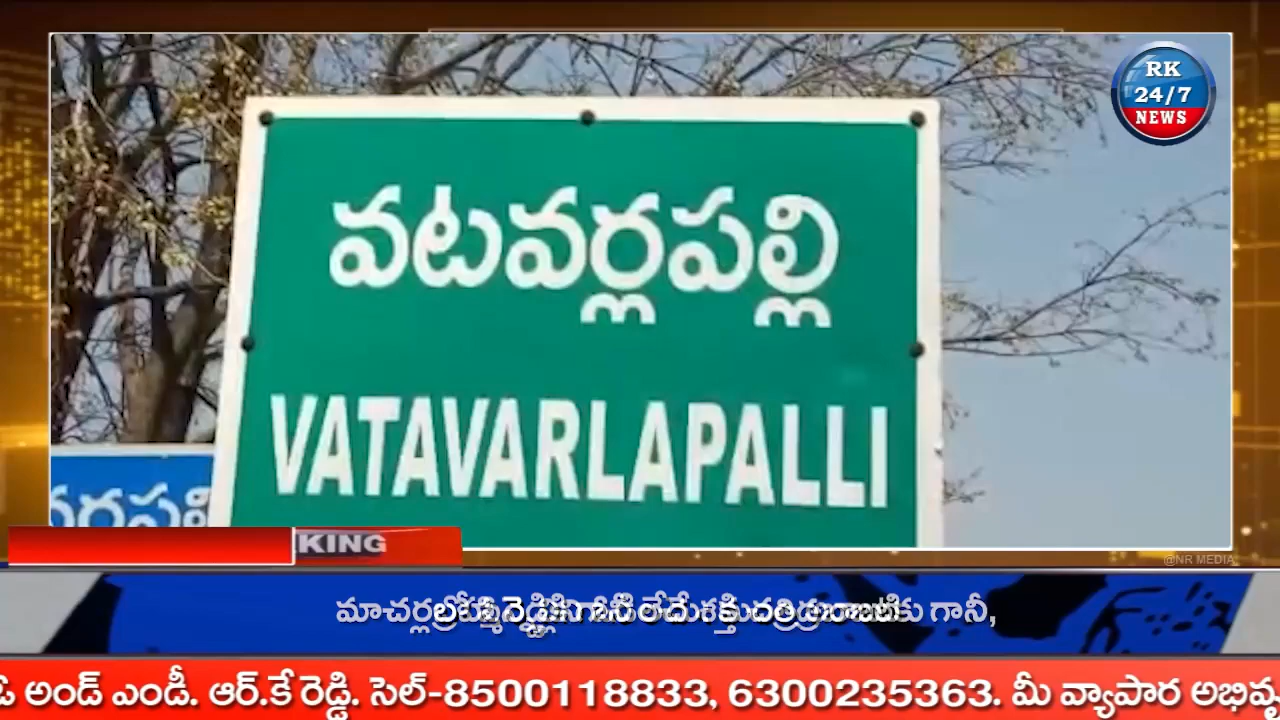 RK
24/7
NEWS
వటవర్లపల్లి
VATAVARLAPALLI
KING
@NR MEDIA
అండ్ ఎండీ. ఆర్.కే రెడ్డి. సెల్-8500118833, 6300235363. మీ వ్యాపార